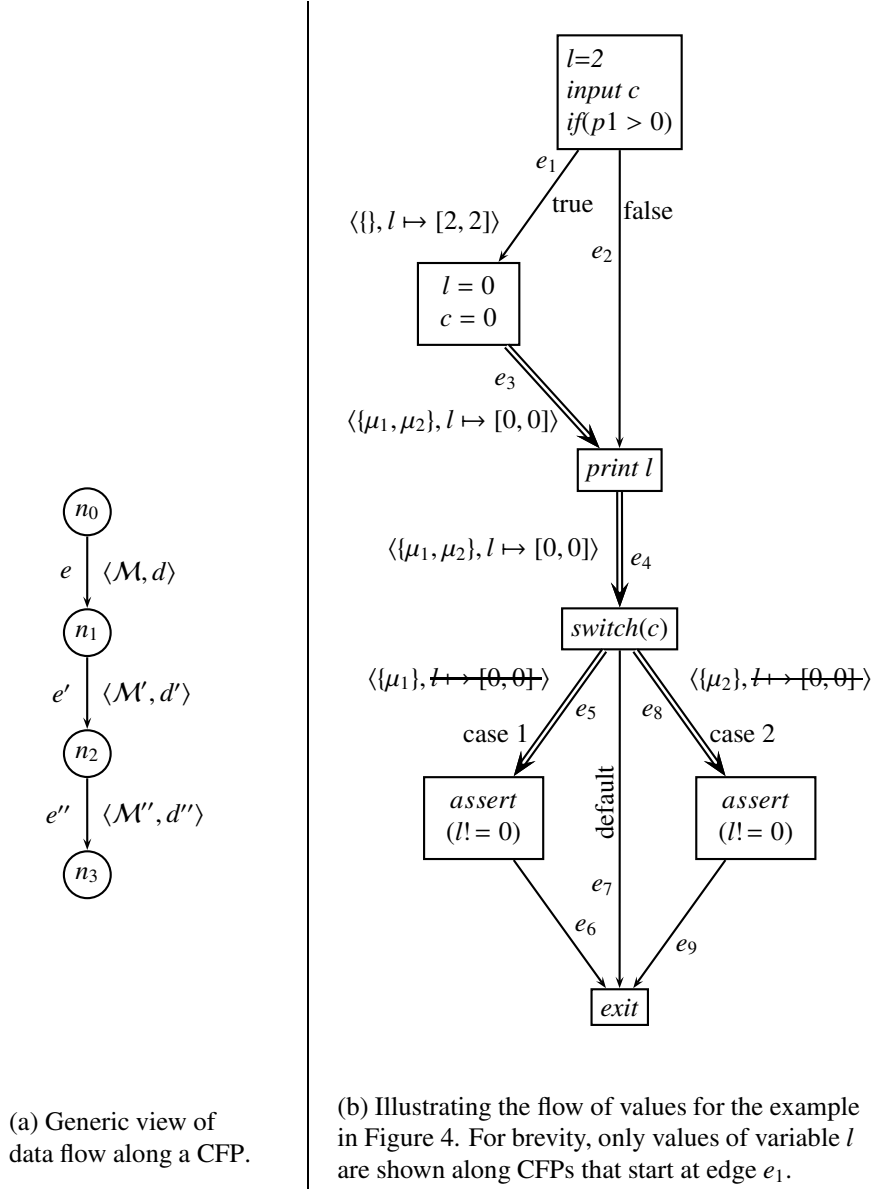 n0
e ⟨M, d⟩
n1
e′ ⟨M′, d′⟩
n2
e′′ ⟨M′′, d′′⟩
n3
(a) Generic view of
data flow along a CFP.
l=2
input c
if(p1 > 0)
e1
true
false
⟨{}, l ↦ [2, 2]⟩
e2
l = 0
c = 0
e3
⟨{μ1, μ2}, l ↦ [0, 0]⟩
print l
⟨{μ1, μ2}, l ↦ [0, 0]⟩
e4
switch(c)
⟨{μ1}, l ↦ [0, 0] ⟩
⟨{μ2}, l ↦ [0, 0] ⟩
e5
e8
case 1
case 2
default
assert
(l! = 0)
assert
(l! = 0)
e7
e6
e9
exit
(b) Illustrating the flow of values for the example
in Figure 4. For brevity, only values of variable l
are shown along CFPs that start at edge e1.